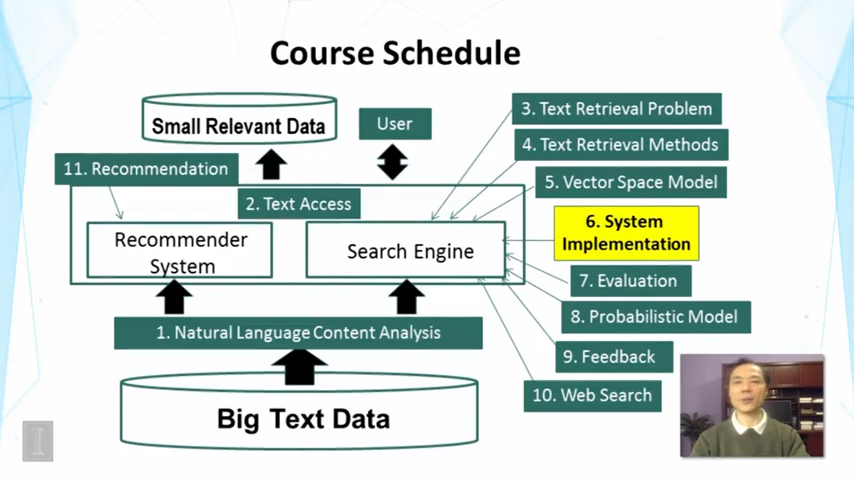 Course Schedule
Small Relevant Data
User
3. Text Retrieval Problem
4. Text Retrieval Methods
11. Recommendation
5. Vector Space Model
2. Text Access
6. System
Implementation
Recommender
System
Search Engine
7. Evaluation
8. Probabilistic Model
1. Natural Language Content Analysis
9. Feedback
10. Web Search
Big Text Data
I